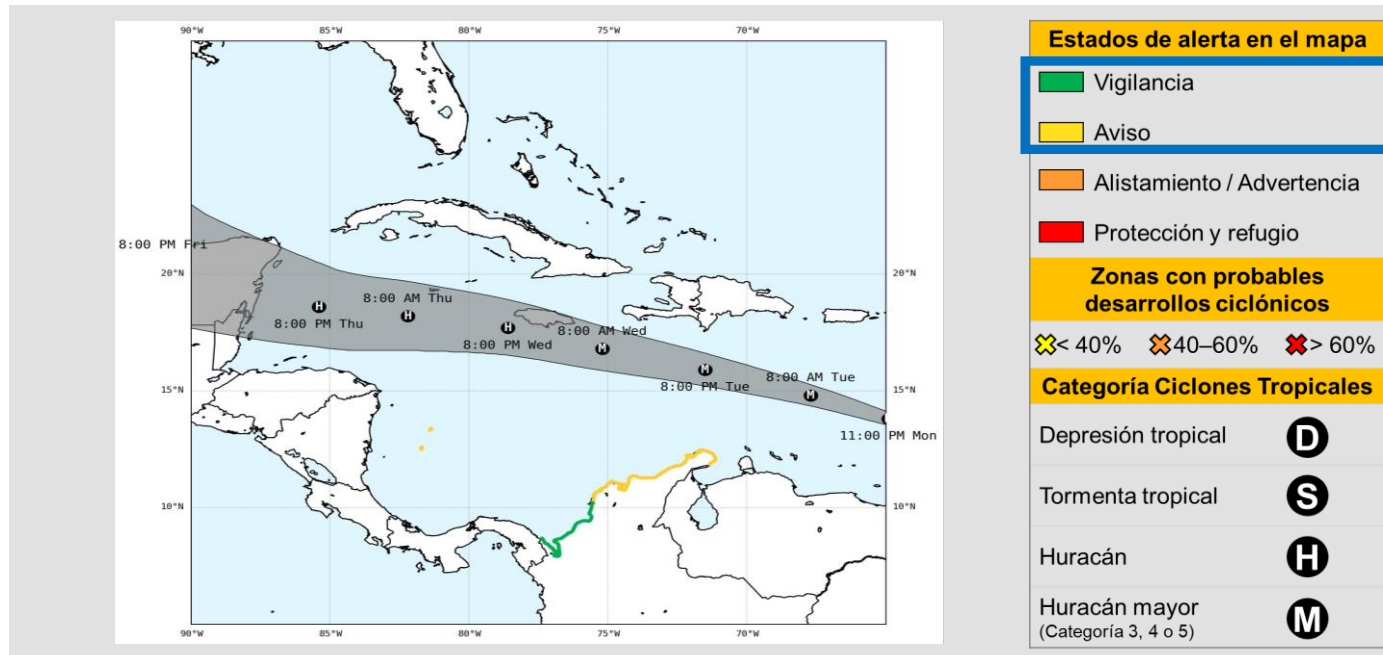 90°W 85°W 80°W 75°W 70°W
8:00 PM Fri
20°N 20°N
8:00 AM Thu
8:00 PM Thu
8:00 AM Wed
8:00 PM Wed
8:00 AM Tue
8:00 PM Tue
15°N 15°N
11:00 PM Mon
10°N 10°N
90°W 85°W 80°W 75°W 70°W
H
H
H
M
M
M
Estados de alerta en el mapa
Vigilancia
Aviso
Alistamiento / Advertencia
Protección y refugio
Zonas con probables
desarrollos ciclónicos
< 40% 40–60% > 60%
Categoría Ciclones Tropicales
Depresión tropical D
Tormenta tropical S
Huracán H
Huracán mayor M
(Categoría 3, 4 o 5)